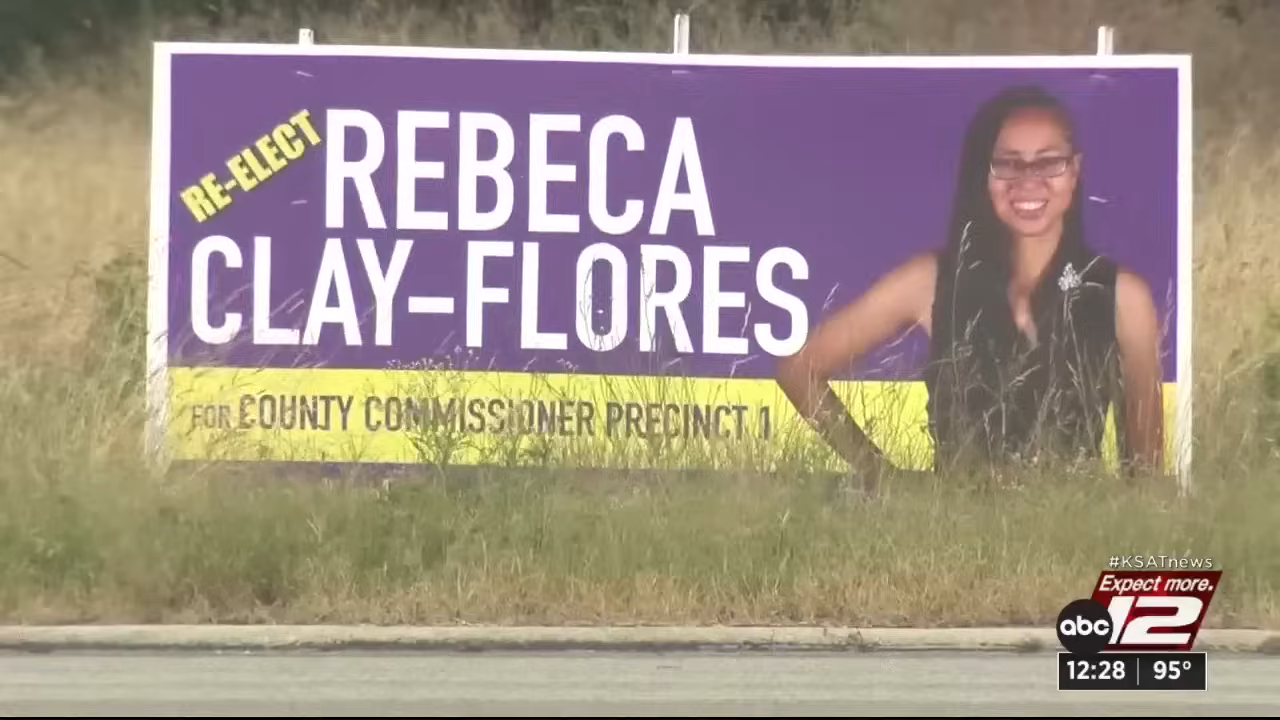 RE-ELECT
REBECA
CLAY-FLORES
FOR COUNTY COMMISSIONER PRECINCT 1
#KSATnews
Expect more.
abc 12
12:28 95°